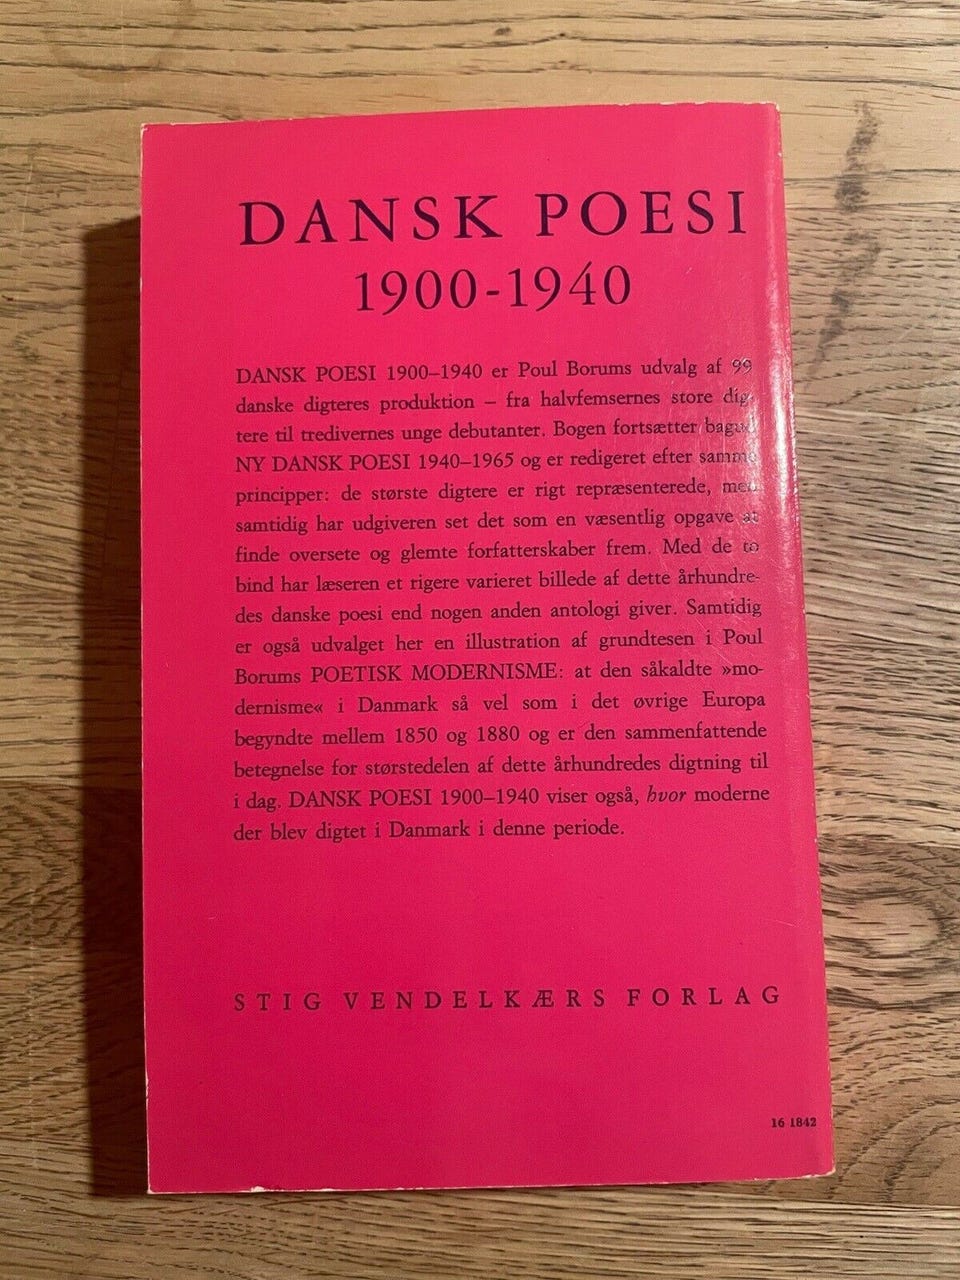 DANSK POESI
1900-1940
DANSK POESI 1900–1940 er Poul Borums udvalg af 99
danske digteres produktion – fra halvfemsernes store dig-
tere til tredivernes unge debutanter. Bogen fortsætter bagud
NY DANSK POESI 1940–1965 og er redigeret efter samme
principper: de største digtere er rigt repræsenterede, men
samtidig har udgiveren set det som en væsentlig opgave at
finde oversete og glemte forfatterskaber frem. Med de to
bind har læseren et rigere varieret billede af dette århundre-
des danske poesi end nogen anden antologi giver. Samtidig
er også udvalget her en illustration af grundtesen i Poul
Borums POETISK MODERNISME: at den såkaldte »mo-
dernisme« i Danmark så vel som i det øvrige Europa
begyndte mellem 1850 og 1880 og er den sammenfattende
betegnelse for størstedelen af dette århundredes digtning til
i dag. DANSK POESI 1900–1940 viser også, hvor moderne
der blev digtet i Danmark i denne periode.
STIG VENDELKÆRS FORLAG
16 1842